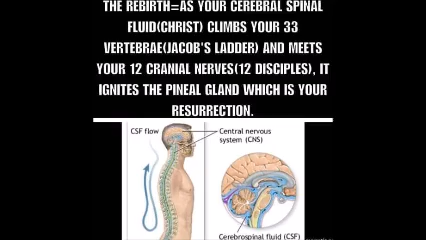 THE REBIRTH=AS YOUR CEREBRAL SPINAL
FLUID(CHRIST) CLIMBS YOUR 33
VERTEBRAE(JACOB'S LADDER) AND MEETS
YOUR 12 CRANIAL NERVES(12 DISCIPLES), IT
IGNITES THE PINEAL GLAND WHICH IS YOUR
RESURRECTION.
CSF flow
Central nervous
system (CNS)
Cerebrospinal fluid (CSF)